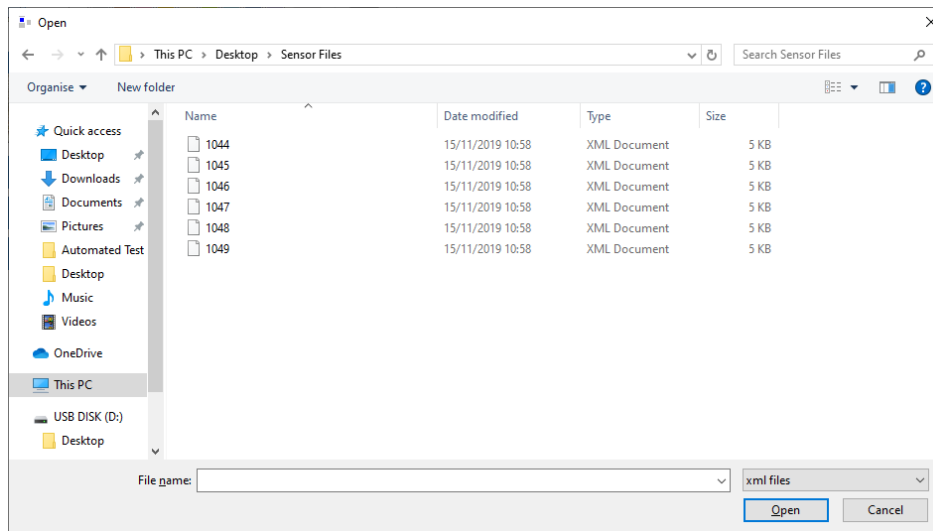 Open
This PC > Desktop > Sensor Files
Search Sensor Files
Organise
New folder
Name Date modified Type Size
Quick access
Desktop
Downloads
Documents
Pictures
Automated Test
Desktop
Music
Videos
OneDrive
This PC
USB DISK (D:)
Desktop
1044 15/11/2019 10:58 XML Document 5 KB
1045 15/11/2019 10:58 XML Document 5 KB
1046 15/11/2019 10:58 XML Document 5 KB
1047 15/11/2019 10:58 XML Document 5 KB
1048 15/11/2019 10:58 XML Document 5 KB
1049 15/11/2019 10:58 XML Document 5 KB
File name:
xml files
Open
Cancel